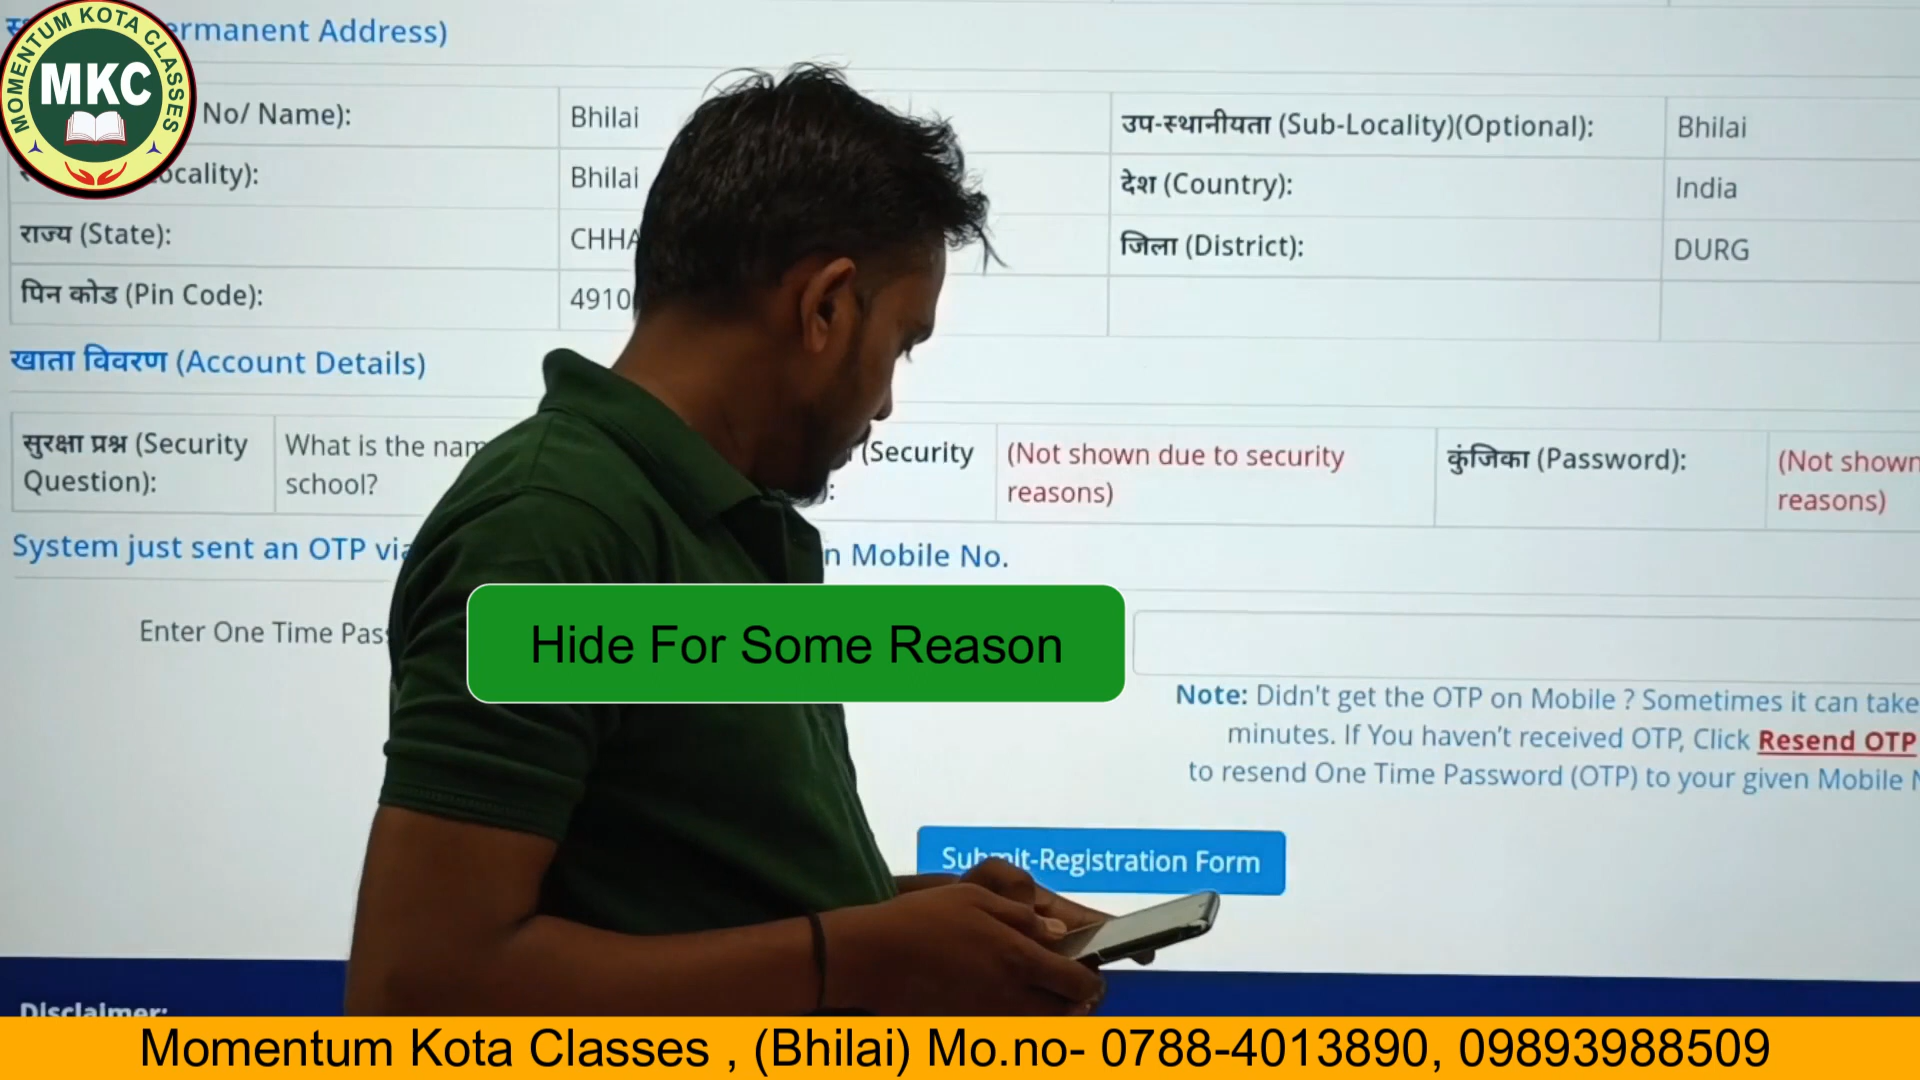 MOMENTUM KOTA CLASSES
MKC
rmanent Address)
No/ Name):
Bhilai
उप-स्थानीयता (Sub-Locality)(Optional):
Bhilai
ocality):
Bhilai
देश (Country):
India
राज्य (State):
CHHA
जिला (District):
DURG
पिन कोड (Pin Code):
4910
खाता विवरण (Account Details)
सुरक्षा प्रश्न (Security
Question):
What is the nam
school?
(Security
:
(Not shown due to security
reasons)
कुंजिका (Password):
(Not shown
reasons)
System just sent an OTP via
n Mobile No.
Enter One Time Pas
Hide For Some Reason
Note: Didn't get the OTP on Mobile ? Sometimes it can take
minutes. If You haven't received OTP, Click Resend OTP
to resend One Time Password (OTP) to your given Mobile N
Submit-Registration Form
Disclaimer:
Momentum Kota Classes , (Bhilai) Mo.no- 0788-4013890, 09893988509